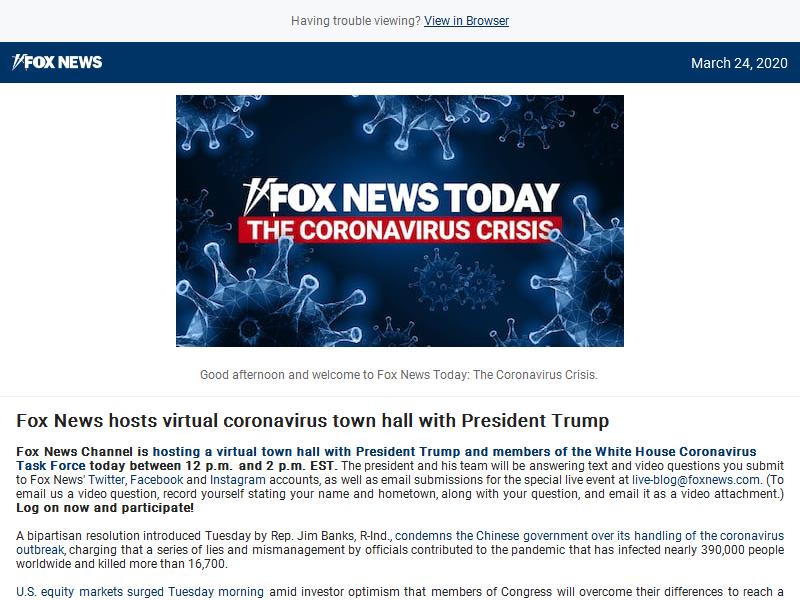 Having trouble viewing? View in Browser
FOX NEWS
March 24, 2020
FOX NEWS TODAY
THE CORONAVIRUS CRISIS
Good afternoon and welcome to Fox News Today: The Coronavirus Crisis.
Fox News hosts virtual coronavirus town hall with President Trump
Fox News Channel is hosting a virtual town hall with President Trump and members of the White House Coronavirus
Task Force today between 12 p.m. and 2 p.m. EST. The president and his team will be answering text and video questions you submit
to Fox News' Twitter, Facebook and Instagram accounts, as well as email submissions for the special live event at live-blog@foxnews.com. (To
email us a video question, record yourself stating your name and hometown, along with your question, and email it as a video attachment.)
Log on now and participate!
A bipartisan resolution introduced Tuesday by Rep. Jim Banks, R-Ind., condemns the Chinese government over its handling of the coronavirus
outbreak, charging that a series of lies and mismanagement by officials contributed to the pandemic that has infected nearly 390,000 people
worldwide and killed more than 16,700.
U.S. equity markets surged Tuesday morning amid investor optimism that members of Congress will overcome their differences to reach a